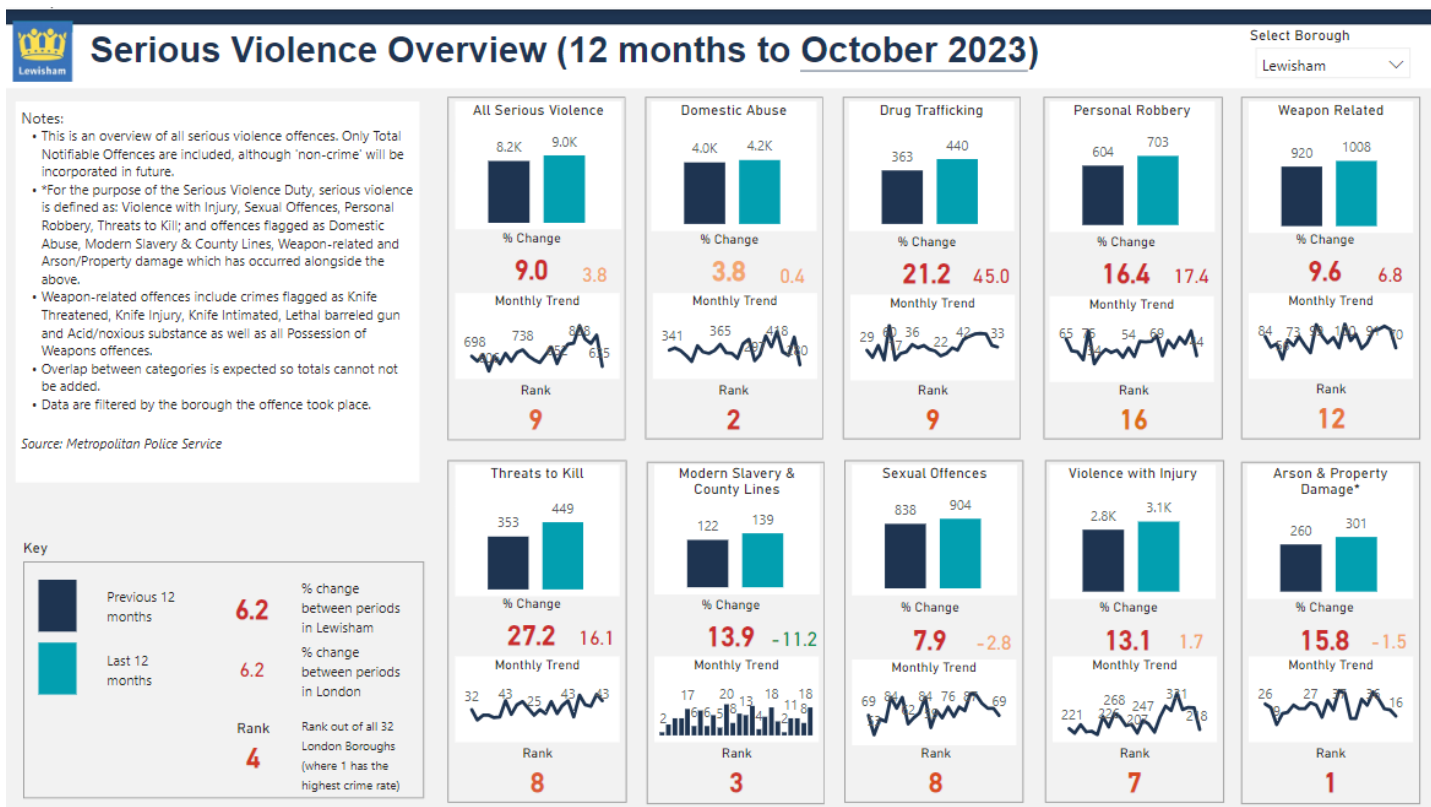 Lewisham
Serious Violence Overview (12 months to October 2023)
Select Borough
Lewisham
Notes:
• This is an overview of all serious violence offences. Only Total
Notifiable Offences are included, although 'non-crime' will be
incorporated in future.
• *For the purpose of the Serious Violence Duty, serious violence
is defined as: Violence with Injury, Sexual Offences, Personal
Robbery, Threats to Kill; and offences flagged as Domestic
Abuse, Modern Slavery & County Lines, Weapon-related and
Arson/Property damage which has occurred alongside the
above.
• Weapon-related offences include crimes flagged as Knife
Threatened, Knife Injury, Knife Intimated, Lethal barreled gun
and Acid/noxious substance as well as all Possession of
Weapons offences.
• Overlap between categories is expected so totals cannot not
be added.
• Data are filtered by the borough the offence took place.
Source: Metropolitan Police Service
Key
Previous 12
months
Last 12
months
6.2
% change
between periods
in Lewisham
6.2
% change
between periods
in London
Rank
4
Rank out of all 32
London Boroughs
(where 1 has the
highest crime rate)
All Serious Violence
8.2K 9.0K
% Change
9.0 3.8
Monthly Trend
698 738
Rank
9
Domestic Abuse
4.0K 4.2K
% Change
3.8 0.4
Monthly Trend
341 365 418
Rank
2
Drug Trafficking
363 440
% Change
21.2 45.0
Monthly Trend
29 36 22 42 33
Rank
9
Personal Robbery
604 703
% Change
16.4 17.4
Monthly Trend
65 54 69 44
Rank
16
Weapon Related
920 1008
% Change
9.6 6.8
Monthly Trend
84 73 70
Rank
12
Threats to Kill
353 449
% Change
27.2 16.1
Monthly Trend
32 43 25 43 43
Rank
8
Modern Slavery &
County Lines
122 139
% Change
13.9 -11.2
Monthly Trend
2 17 20 13 18 18
Rank
3
Sexual Offences
838 904
% Change
7.9 -2.8
Monthly Trend
69 84 62 84 76 87 69
Rank
8
Violence with Injury
2.8K 3.1K
% Change
13.1 1.7
Monthly Trend
221 268 247 331
Rank
7
Arson & Property
Damage*
260 301
% Change
15.8 -1.5
Monthly Trend
26 27 16
Rank
1